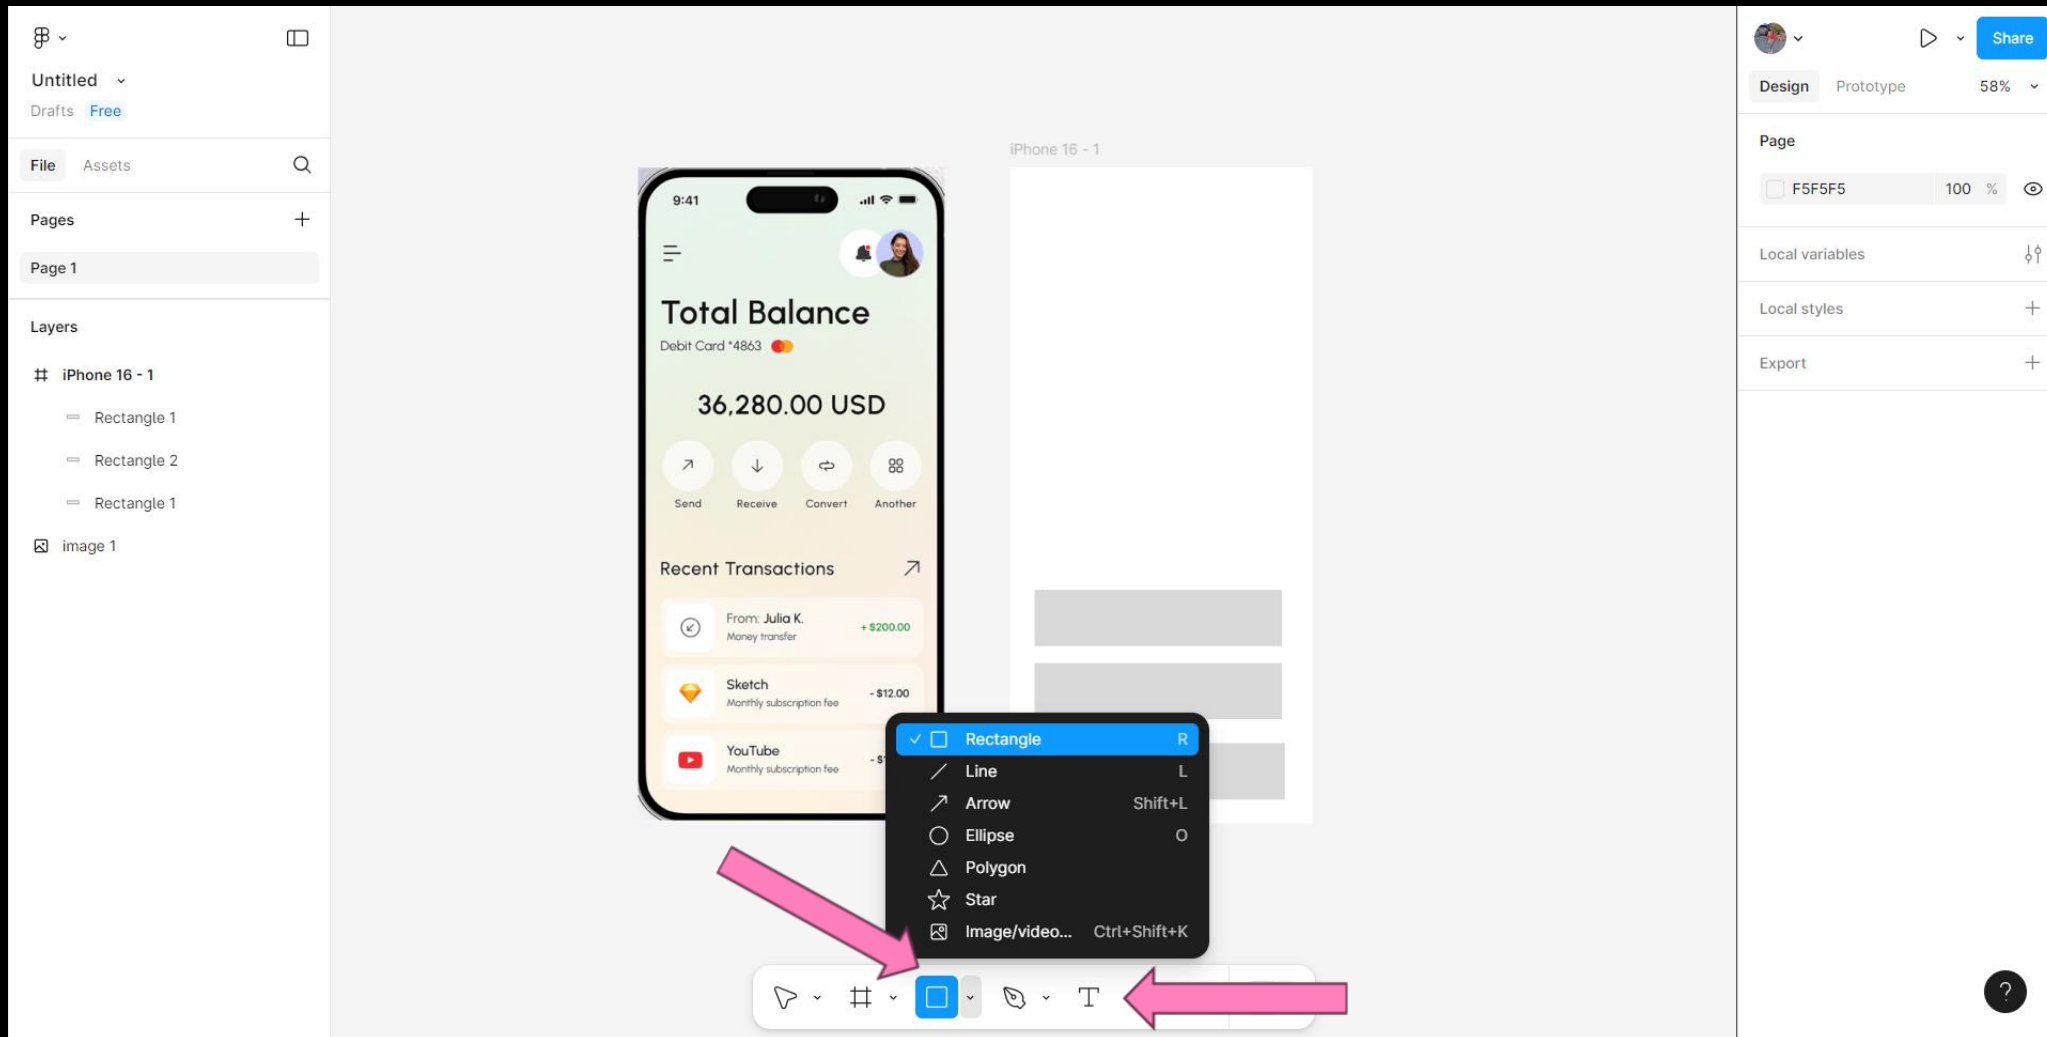 Untitled
Drafts Free
File Assets
Pages
Page 1
Layers
iPhone 16 - 1
Rectangle 1
Rectangle 2
Rectangle 1
image 1
9:41
Total Balance
Debit Card *4863
36,280.00 USD
Send Receive Convert Another
Recent Transactions
From: Julia K.
Money transfer
+ $200.00
Sketch
Monthly subscription fee
- $12.00
YouTube
Monthly subscription fee
- $
iPhone 16 - 1
Rectangle R
Line L
Arrow Shift+L
Ellipse O
Polygon
Star
Image/video... Ctrl+Shift+K
T
Share
Design Prototype 58%
Page
F5F5F5 100 %
Local variables
Local styles
Export
?